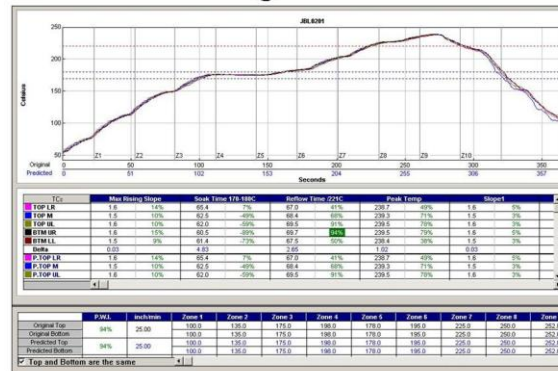 JBL0201
250
200
150
100
50
Celsius
Z1 Z2 Z3 Z4 Z5 Z6 Z7 Z8 Z9 Z10
Original 0 50 100 150 200 250 300 350
Predicted 0 51 102 153 204 255 306 357
Seconds
TCs Max Rising Slope Soak Time 170-180C Reflow Time /221C Peak Temp Slope1
TOP LR 1.6 14% 65.4 7% 67.0 41% 238.7 49% 1.6 5%
TOP M 1.5 10% 62.5 -49% 68.4 68% 239.3 71% 1.5 3%
TOP UL 1.6 10% 62.0 -59% 69.5 91% 239.5 78% 1.6 3%
BTM UR 1.6 15% 60.5 -89% 69.7 94% 239.5 79% 1.6 5%
BTM LL 1.5 9% 61.4 -73% 67.5 50% 238.4 38% 1.5 3%
Delta 0.03 4.83 2.65 1.02 0.03
P.TOP LR 1.6 14% 65.4 7% 67.0 41% 238.7 49% 1.6 5%
P.TOP M 1.5 10% 62.5 -49% 68.4 68% 239.3 71% 1.5 3%
P.TOP UL 1.6 10% 62.0 -59% 69.5 91% 239.5 78% 1.6 3%
P.W.I. inch/min Zone 1 Zone 2 Zone 3 Zone 4 Zone 5 Zone 6 Zone 7 Zone 8 Zone
Original Top 94% 25.00 100.0 135.0 175.0 198.0 178.0 195.0 225.0 250.0 252.
Original Bottom 100.0 135.0 175.0 198.0 178.0 195.0 225.0 250.0 252.
Predicted Top 94% 25.00 100.0 135.0 175.0 198.0 178.0 195.0 225.0 250.0 252.
Predicted Bottom 100.0 135.0 175.0 198.0 178.0 195.0 225.0 250.0 252.
Top and Bottom are the same